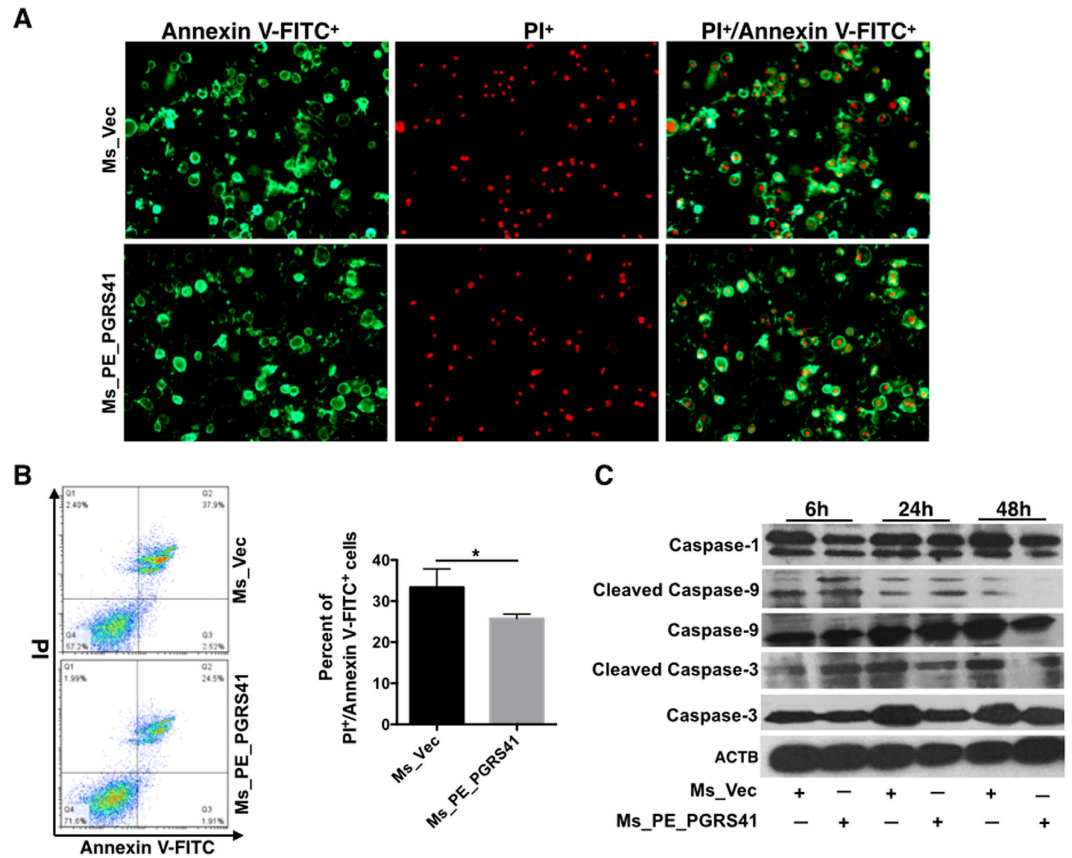 A
Annexin V-FITC⁺
PI⁺
PI⁺/Annexin V-FITC⁺
Ms_Vec
Ms_PE_PGRS41
B
Q1
2.40%
Q2
37.9%
Q4
57.2%
Q3
2.52%
Ms_Vec
Q1
1.99%
Q2
24.5%
Q4
71.6%
Q3
1.91%
Ms_PE_PGRS41
PI
Annexin V-FITC
Percent of
PI⁺/Annexin V-FITC⁺ cells
40
30
20
10
0
*
Ms_Vec
Ms_PE_PGRS41
C
6h 24h 48h
Caspase-1
Cleaved Caspase-9
Caspase-9
Cleaved Caspase-3
Caspase-3
ACTB
Ms_Vec + − + − + −
Ms_PE_PGRS41 − + − + − +